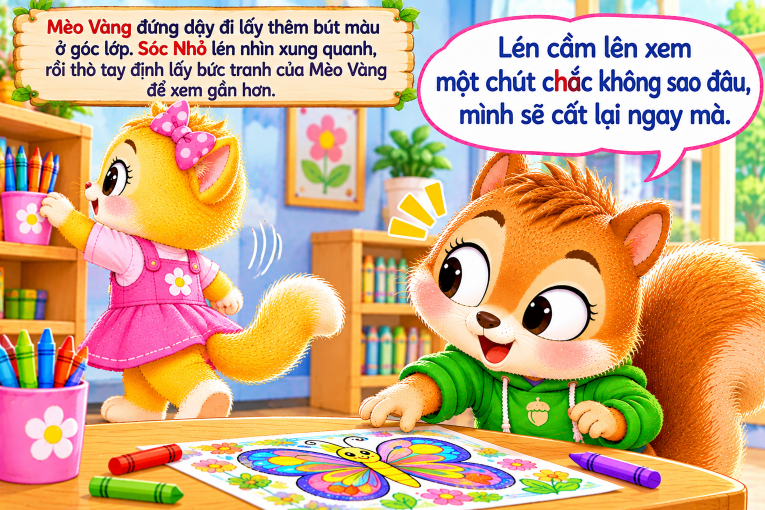 Mèo Vàng đứng dậy đi lấy thêm bút màu
ở góc lớp. Sóc Nhỏ lén nhìn xung quanh,
rồi thò tay định lấy bức tranh của Mèo Vàng
để xem gần hơn.
Lén cầm lên xem
một chút chắc không sao đâu,
mình sẽ cất lại ngay mà.